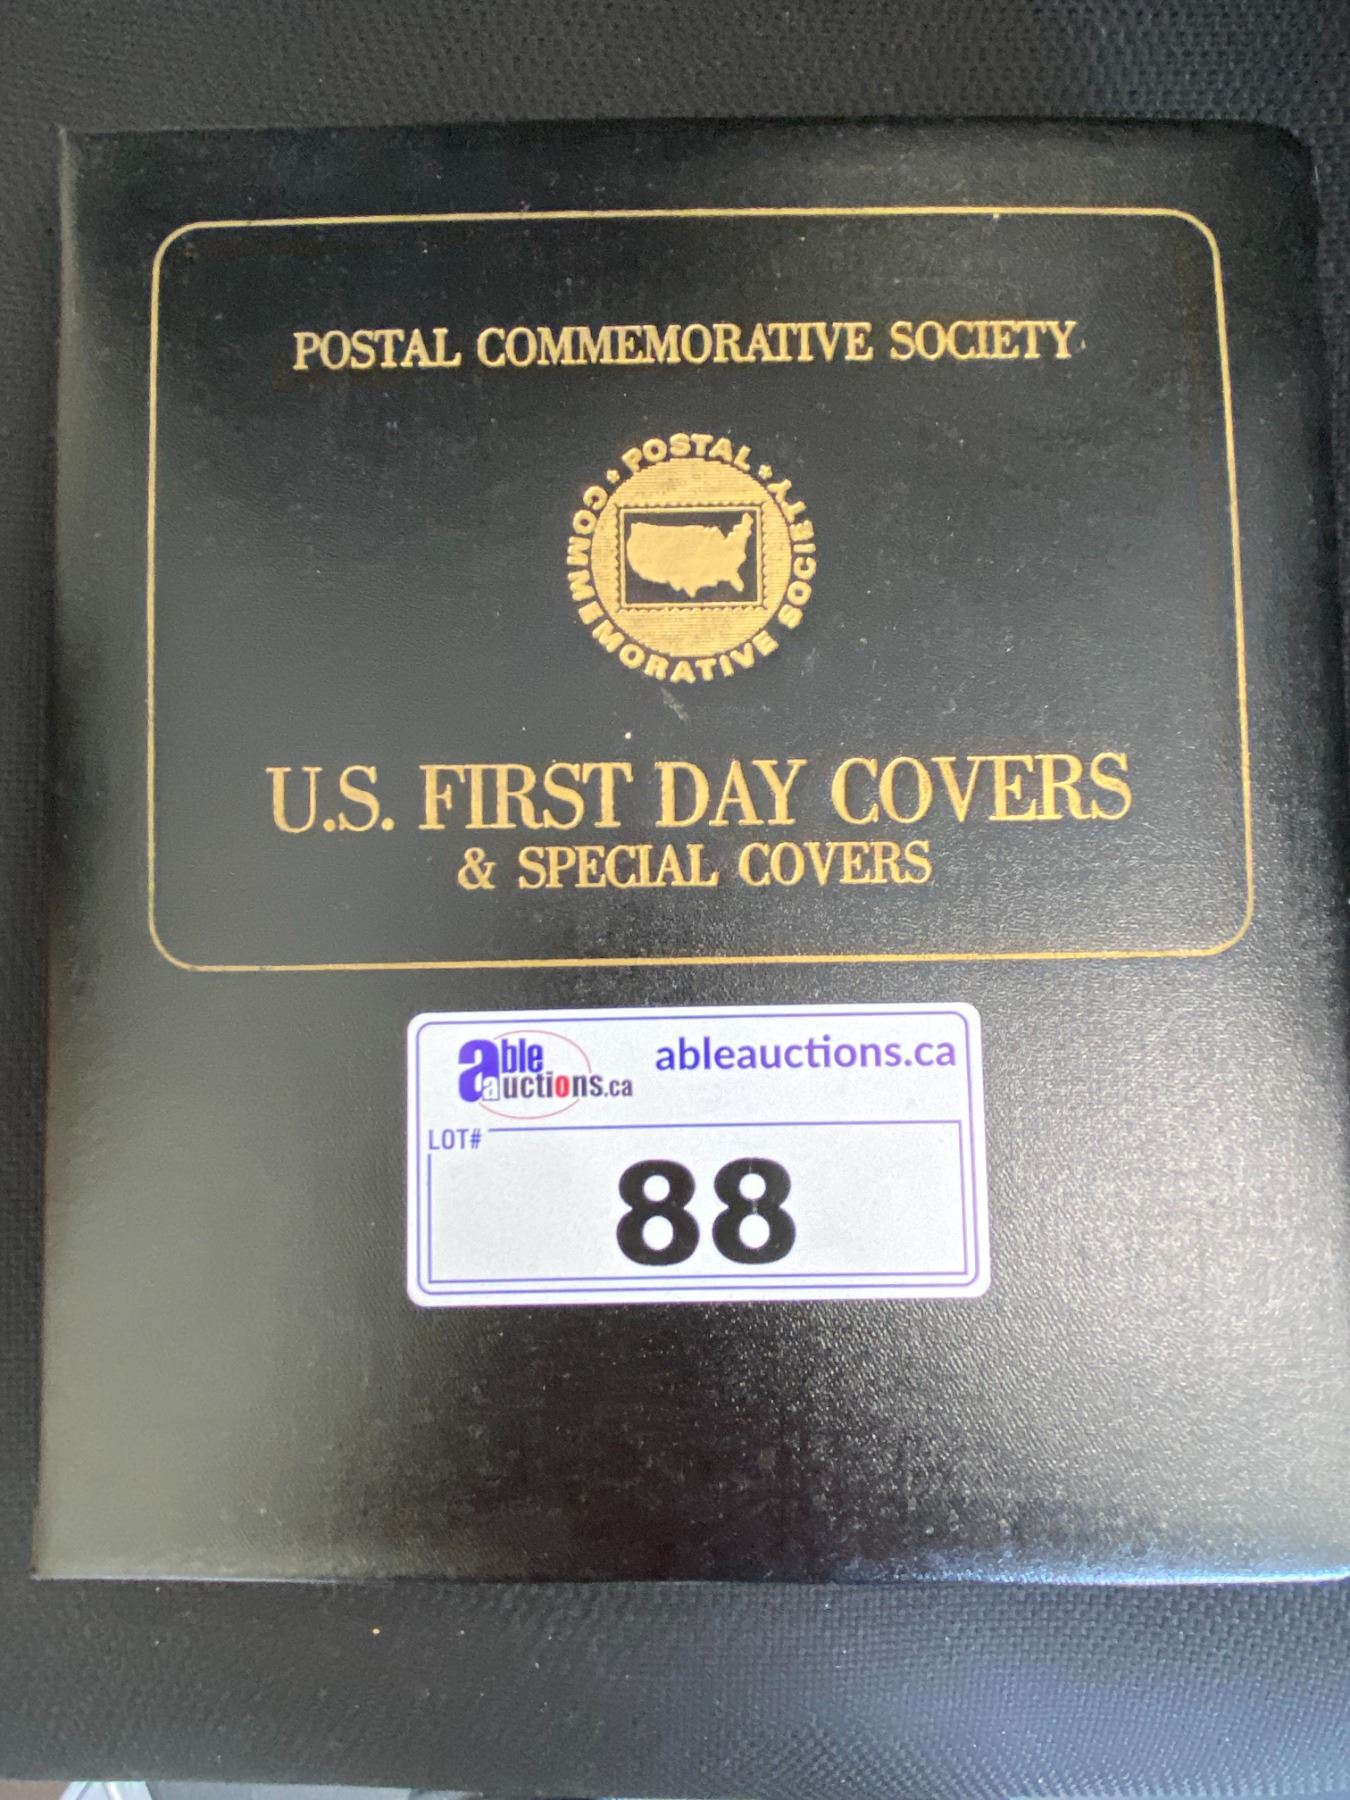 POSTAL COMMEMORATIVE SOCIETY
POSTAL * COMMEMORATIVE SOCIETY *
U.S. FIRST DAY COVERS
& SPECIAL COVERS
able auctions.ca
ableauctions.ca
LOT#
88